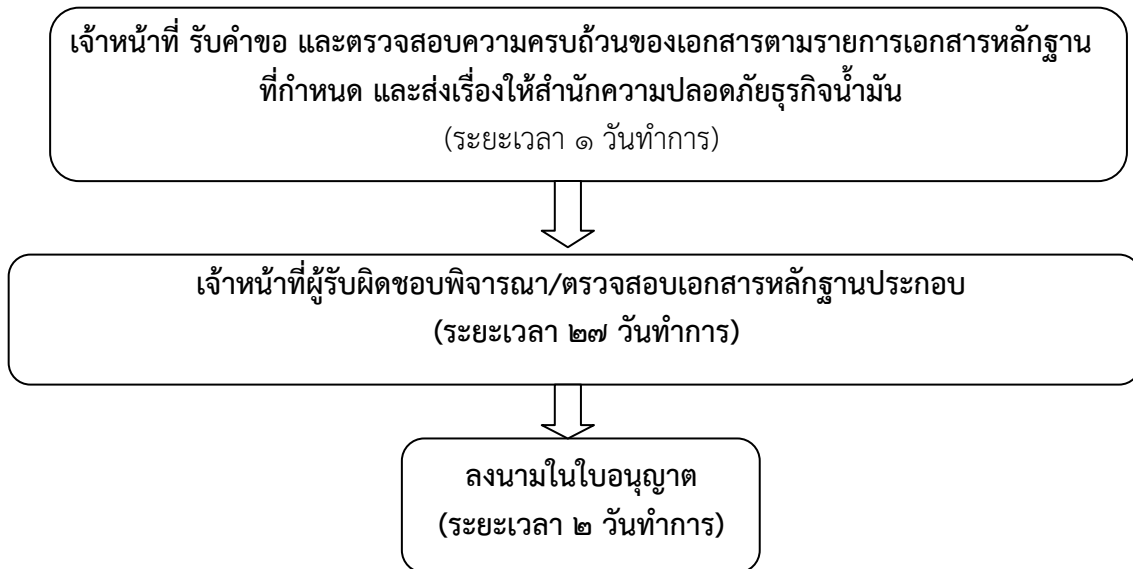 เจ้าหน้าที่ รับคำขอ และตรวจสอบความครบถ้วนของเอกสารตามรายการเอกสารหลักฐาน
ที่กำหนด และส่งเรื่องให้สำนักความปลอดภัยธุรกิจน้ำมัน
(ระยะเวลา ๑ วันทำการ)
เจ้าหน้าที่ผู้รับผิดชอบพิจารณา/ตรวจสอบเอกสารหลักฐานประกอบ
(ระยะเวลา ๒๗ วันทำการ)
ลงนามในใบอนุญาต
(ระยะเวลา ๒ วันทำการ)